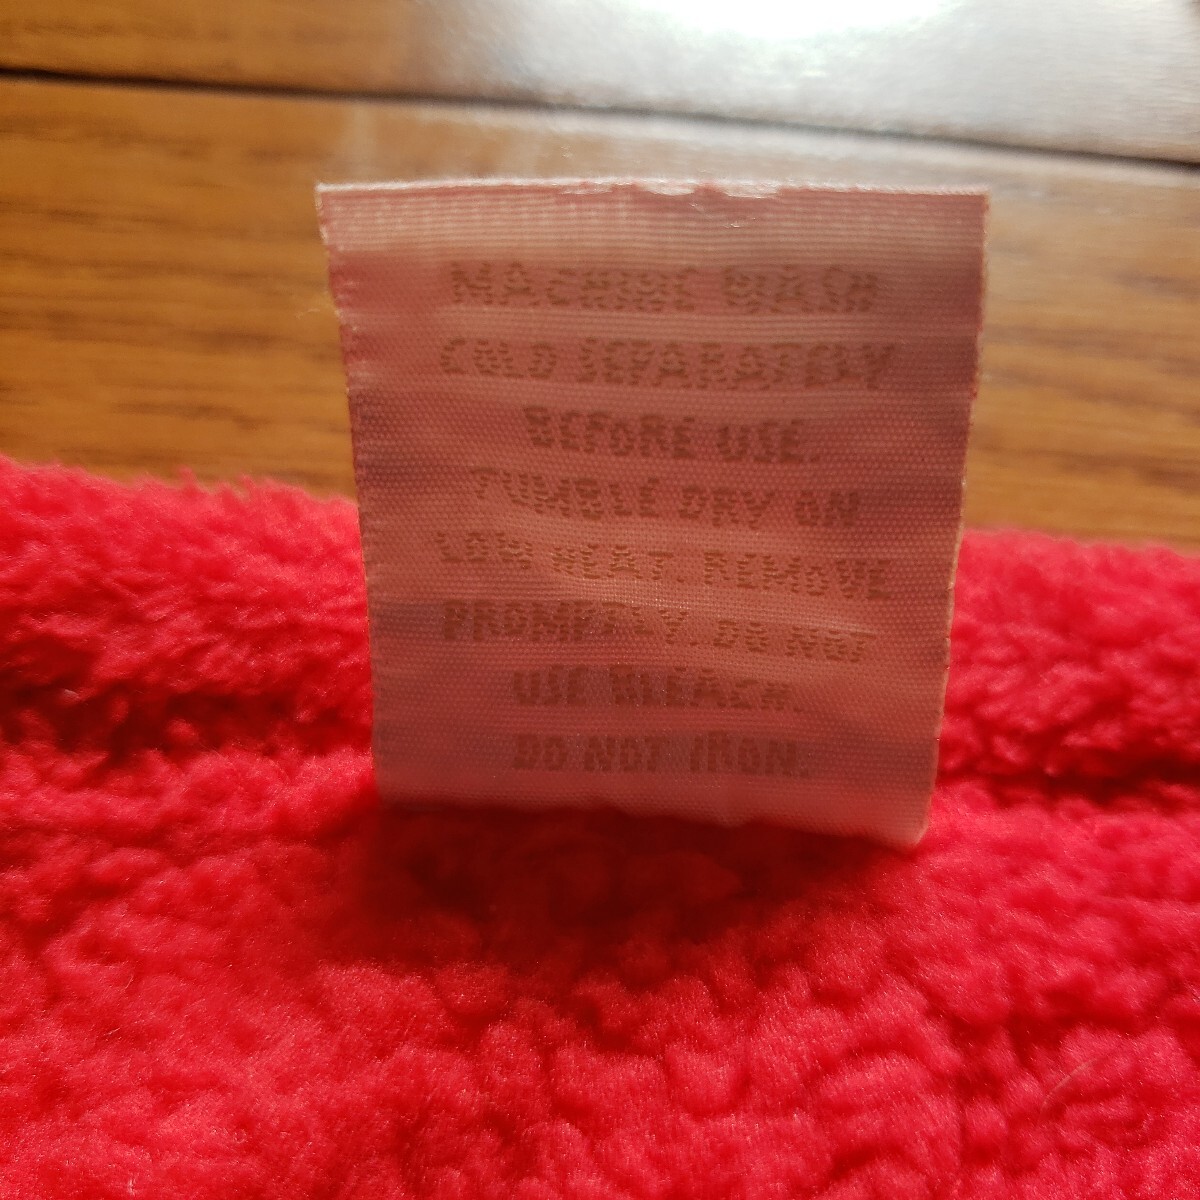 MACHINE WASH
COLD SEPARATELY
BEFORE USE.
TUMBLE DRY ON
LOW HEAT. REMOVE
PROMPTLY. DO NOT
USE BLEACH.
DO NOT IRON.